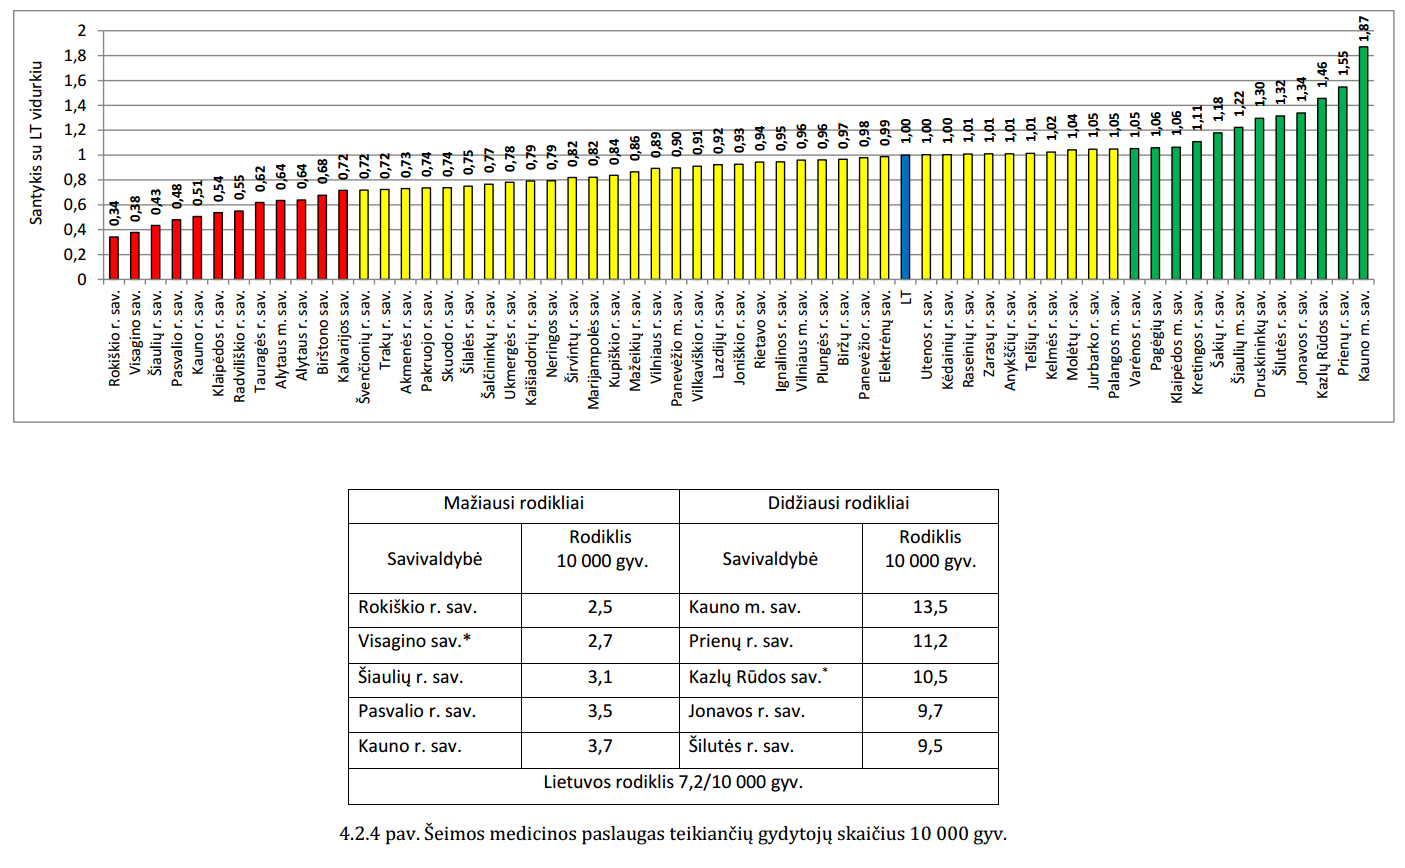 Santykis su LT vidurkiu
2
1,8
1,6
1,4
1,2
1
0,8
0,6
0,4
0,2
0
0,34
0,38
0,43
0,48
0,51
0,54
0,55
0,62
0,64
0,64
0,68
0,72
0,72
0,72
0,73
0,74
0,74
0,75
0,77
0,78
0,79
0,79
0,82
0,82
0,84
0,86
0,89
0,90
0,91
0,92
0,93
0,94
0,95
0,96
0,96
0,97
0,98
0,99
1,00
1,00
1,00
1,01
1,01
1,01
1,01
1,02
1,04
1,05
1,05
1,05
1,06
1,06
1,11
1,18
1,22
1,30
1,32
1,34
1,46
1,55
1,87
Rokiškio r. sav.
Visagino sav.
Šiaulių r. sav.
Pasvalio r. sav.
Kauno r. sav.
Klaipėdos r. sav.
Radviliškio r. sav.
Tauragės r. sav.
Alytaus m. sav.
Alytaus r. sav.
Birštono sav.
Kalvarijos sav.
Švenčionių r. sav.
Trakų r. sav.
Akmenės r. sav.
Pakruojo r. sav.
Skuodo r. sav.
Šilalės r. sav.
Šalčininkų r. sav.
Ukmergės r. sav.
Kaišiadorių r. sav.
Neringos sav.
Širvintų r. sav.
Marijampolės sav.
Kupiškio r. sav.
Mažeikių r. sav.
Vilniaus r. sav.
Panevėžio m. sav.
Vilkaviškio r. sav.
Lazdijų r. sav.
Joniškio r. sav.
Rietavo sav.
Ignalinos r. sav.
Vilniaus m. sav.
Plungės r. sav.
Biržų r. sav.
Panevėžio r. sav.
Elektrėnų sav.
LT
Utenos r. sav.
Kėdainių r. sav.
Raseinių r. sav.
Zarasų r. sav.
Anykščių r. sav.
Telšių r. sav.
Kelmės r. sav.
Molėtų r. sav.
Jurbarko r. sav.
Palangos m. sav.
Varėnos r. sav.
Pagėgių sav.
Klaipėdos m. sav.
Kretingos r. sav.
Šakių r. sav.
Šiaulių m. sav.
Druskininkų sav.
Šilutės r. sav.
Jonavos r. sav.
Kazlų Rūdos sav.
Prienų r. sav.
Kauno m. sav.
Mažiausi rodikliai Didžiausi rodikliai
Savivaldybė Rodiklis 10 000 gyv. Savivaldybė Rodiklis 10 000 gyv.
Rokiškio r. sav. 2,5 Kauno m. sav. 13,5
Visagino sav.* 2,7 Prienų r. sav. 11,2
Šiaulių r. sav. 3,1 Kazlų Rūdos sav.* 10,5
Pasvalio r. sav. 3,5 Jonavos r. sav. 9,7
Kauno r. sav. 3,7 Šilutės r. sav. 9,5
Lietuvos rodiklis 7,2/10 000 gyv.
4.2.4 pav. Šeimos medicinos paslaugas teikiančių gydytojų skaičius 10 000 gyv.